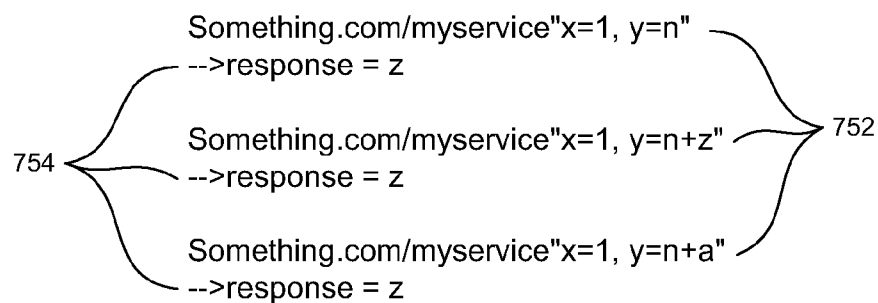 Something.com/myservice"x=1, y=n"
-->response = z
Something.com/myservice"x=1, y=n+z"
754
752
-->response = z
Something.com/myservice"x=1, y=n+a"
-->response = z